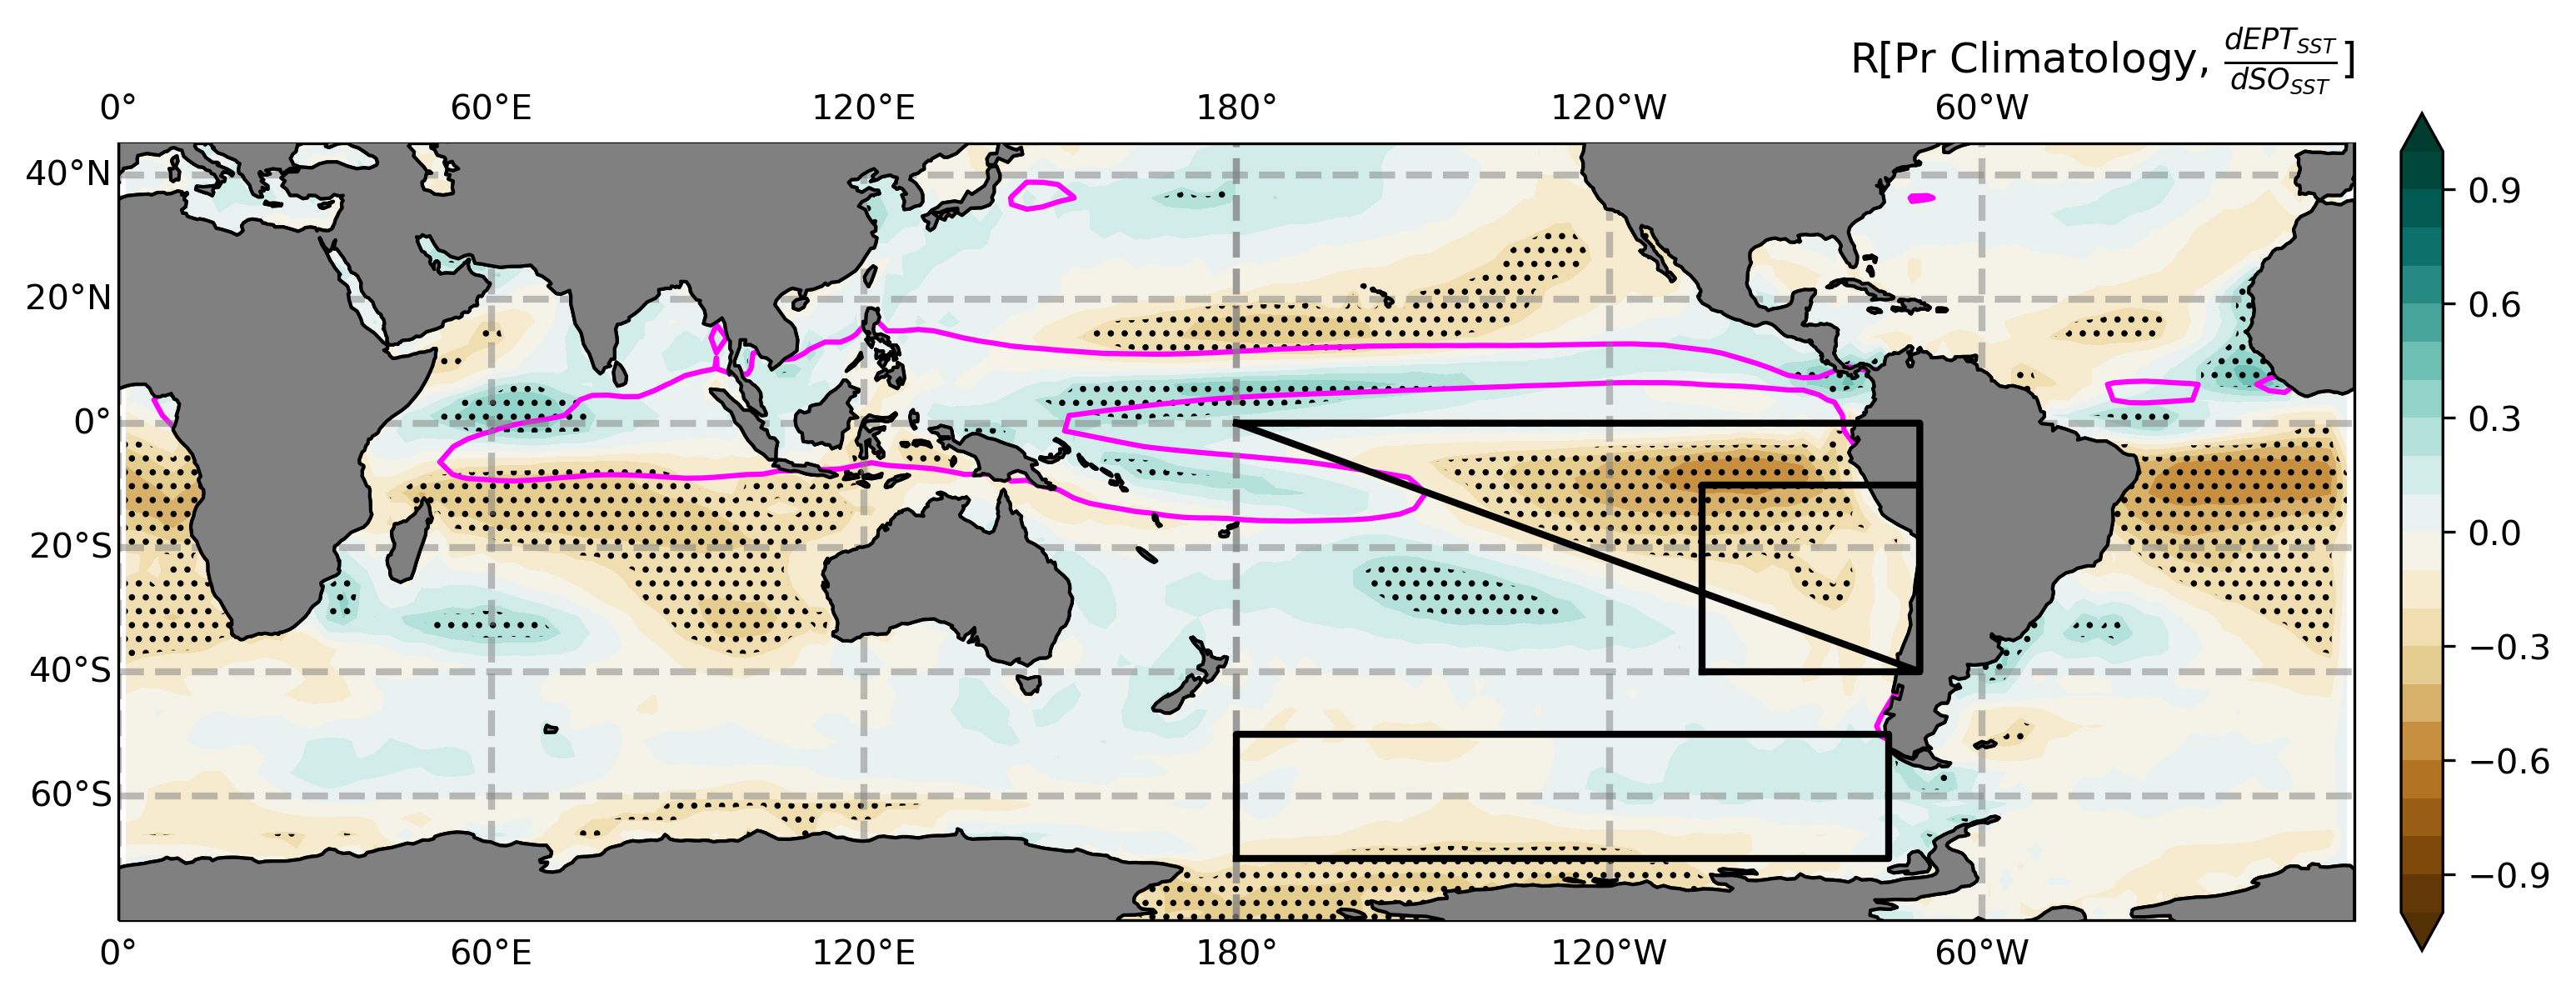 R[Pr Climatology, \frac{dEPT_{SST}}{dSO_{SST}}]
0° 60°E 120°E 180° 120°W 60°W
40°N
20°N
0°
20°S
40°S
60°S
0° 60°E 120°E 180° 120°W 60°W
0.9
0.6
0.3
0.0
−0.3
−0.6
−0.9